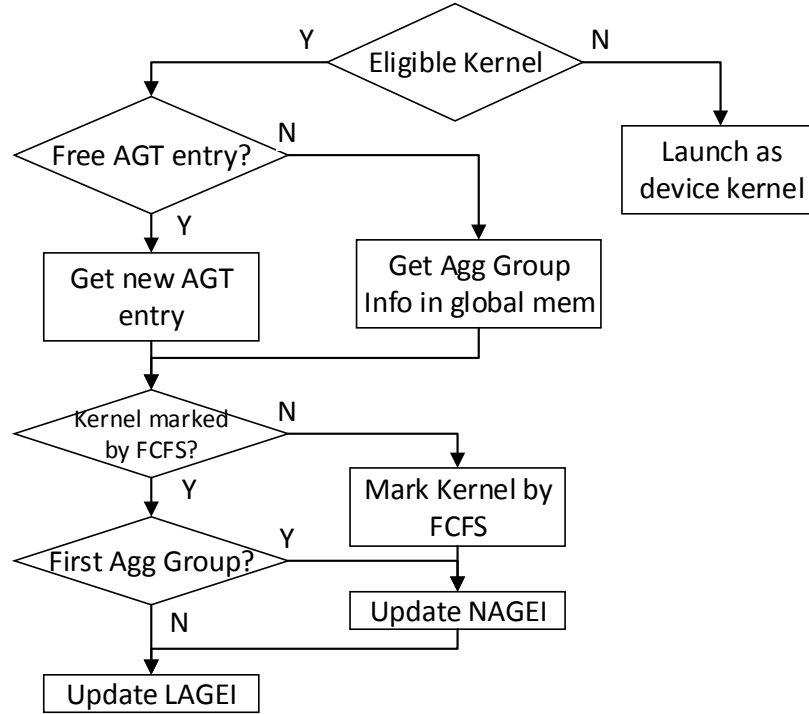 Y
Eligible Kernel
N
Free AGT entry?
N
Launch as
device kernel
Y
Get new AGT
entry
Get Agg Group
Info in global mem
Kernel marked
by FCFS?
N
Y
Mark Kernel by
FCFS
First Agg Group?
Y
Update NAGEI
N
Update LAGEI